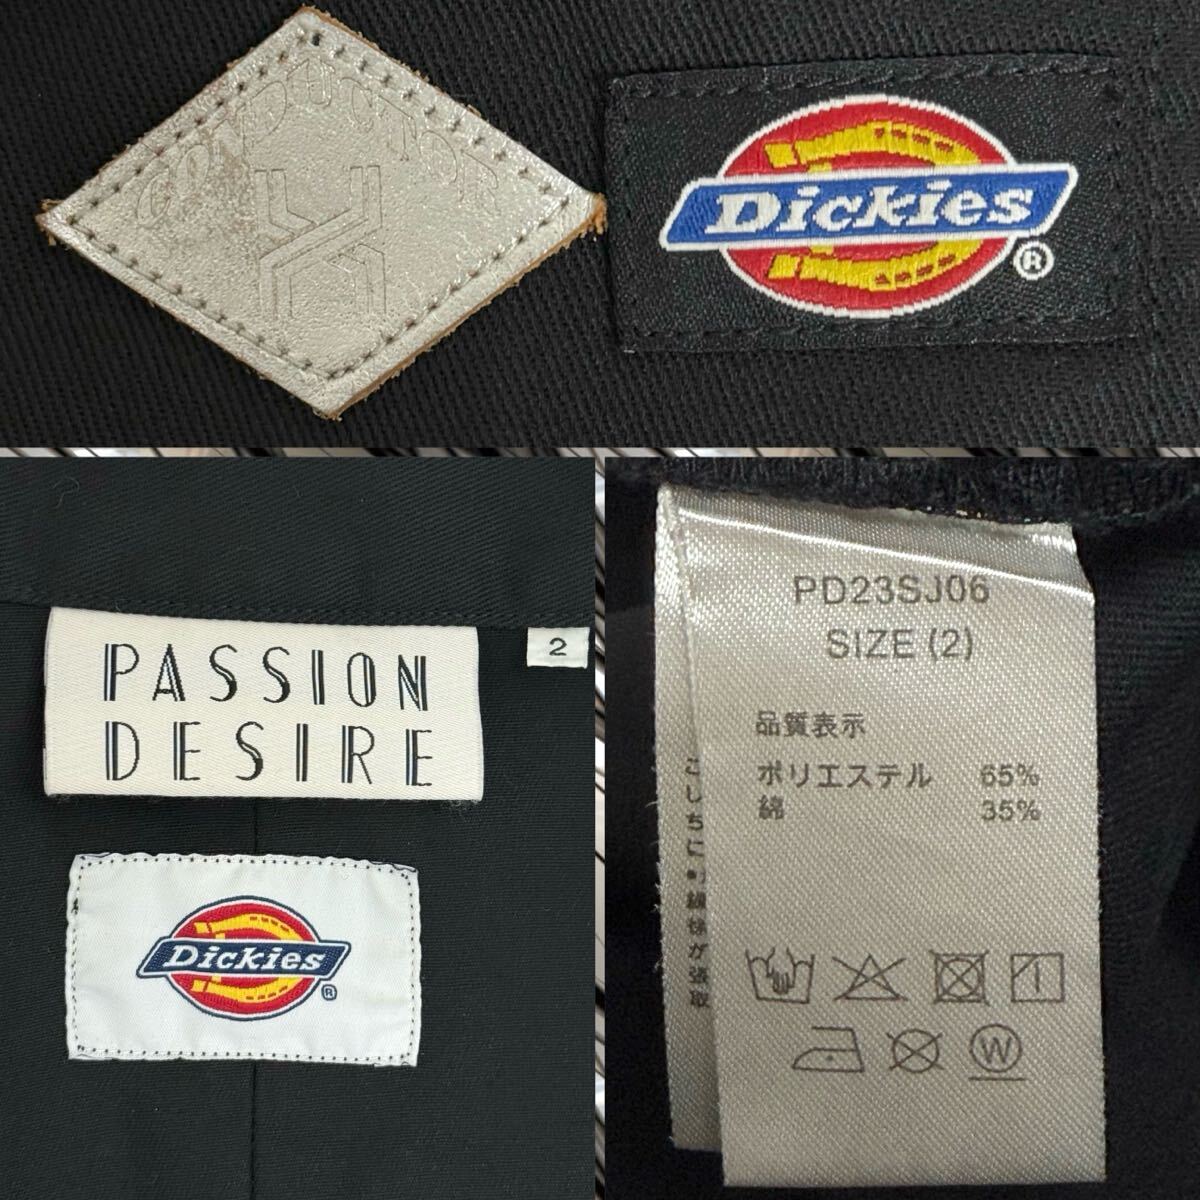 CONDUCTOR
Dickies
®
PASSION
DESIRE
2
Dickies
®
PD23SJ06
SIZE (2)
品質表示
ポリエステル 65%
綿 35%
W